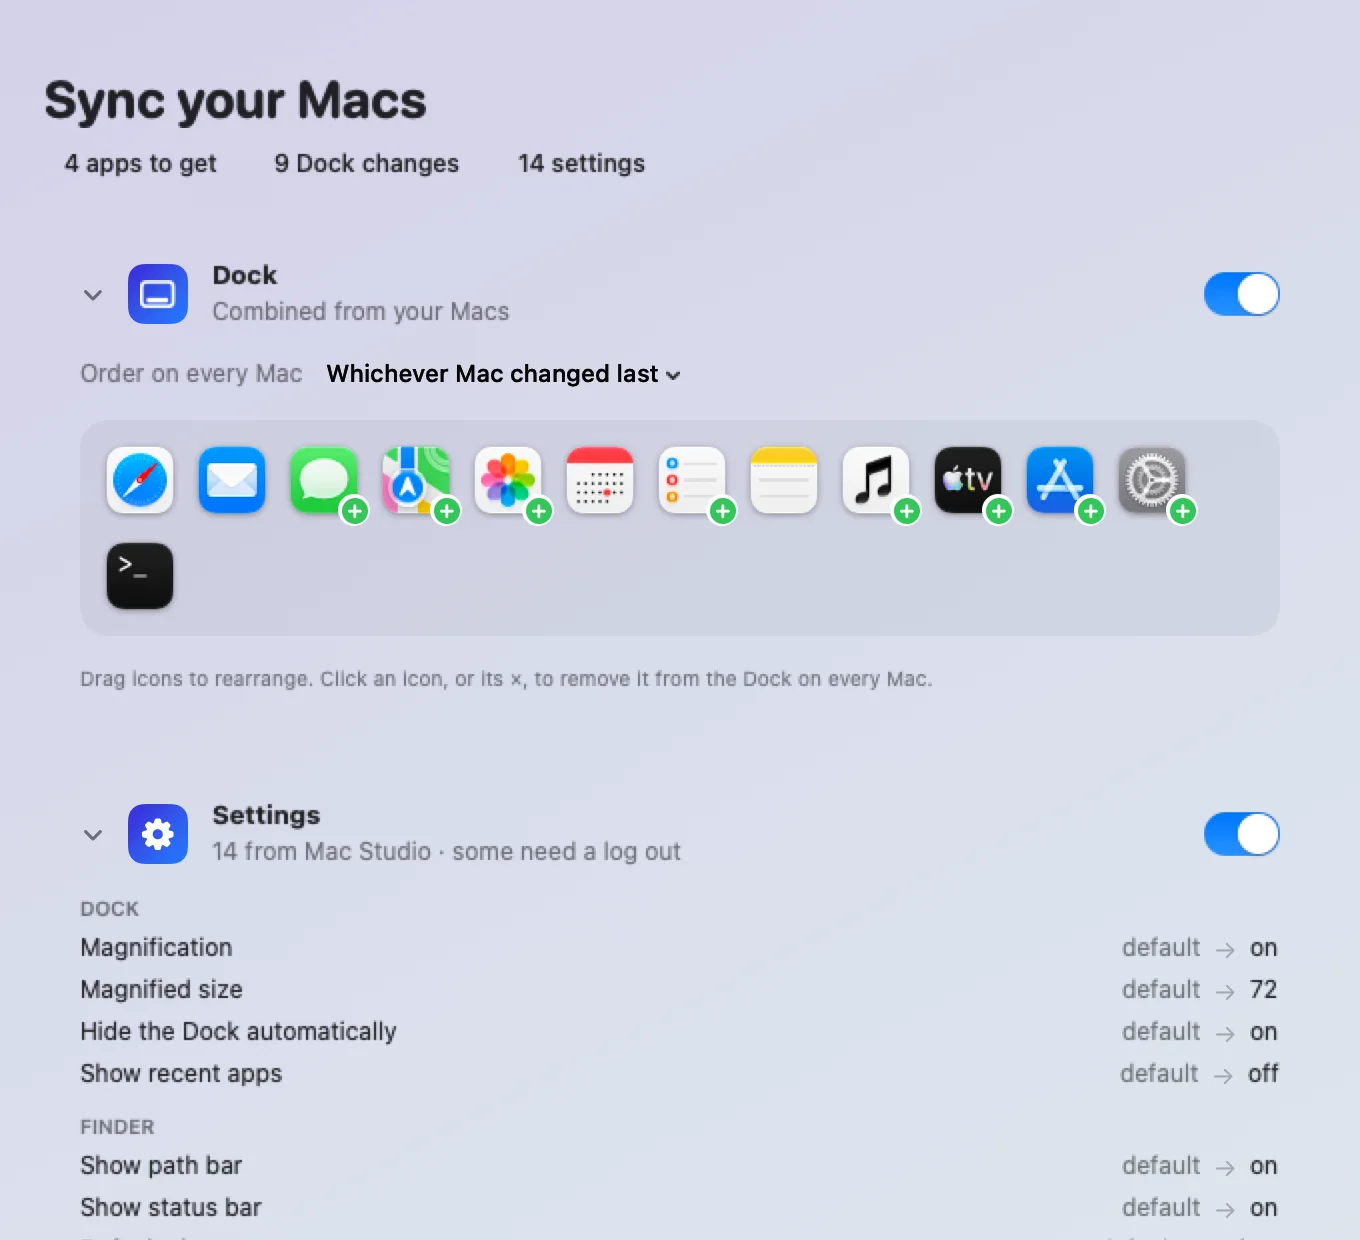 Sync your Macs
4 apps to get 9 Dock changes 14 settings
Dock
Combined from your Macs
Order on every Mac Whichever Mac changed last
tv
>_
Drag icons to rearrange. Click an icon, or its ×, to remove it from the Dock on every Mac.
Settings
14 from Mac Studio · some need a log out
DOCK
Magnification default → on
Magnified size default → 72
Hide the Dock automatically default → on
Show recent apps default → off
FINDER
Show path bar default → on
Show status bar default → on